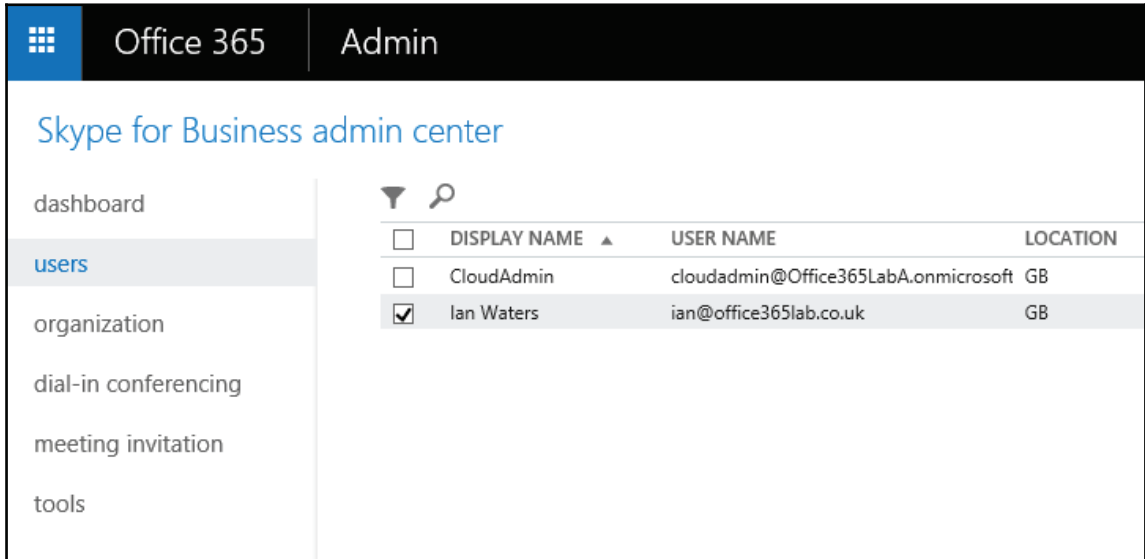 Office 365 Admin
Skype for Business admin center
dashboard
users
organization
dial-in conferencing
meeting invitation
tools
DISPLAY NAME USER NAME LOCATION
CloudAdmin cloudadmin@Office365LabA.onmicrosoft GB
Ian Waters ian@office365lab.co.uk GB